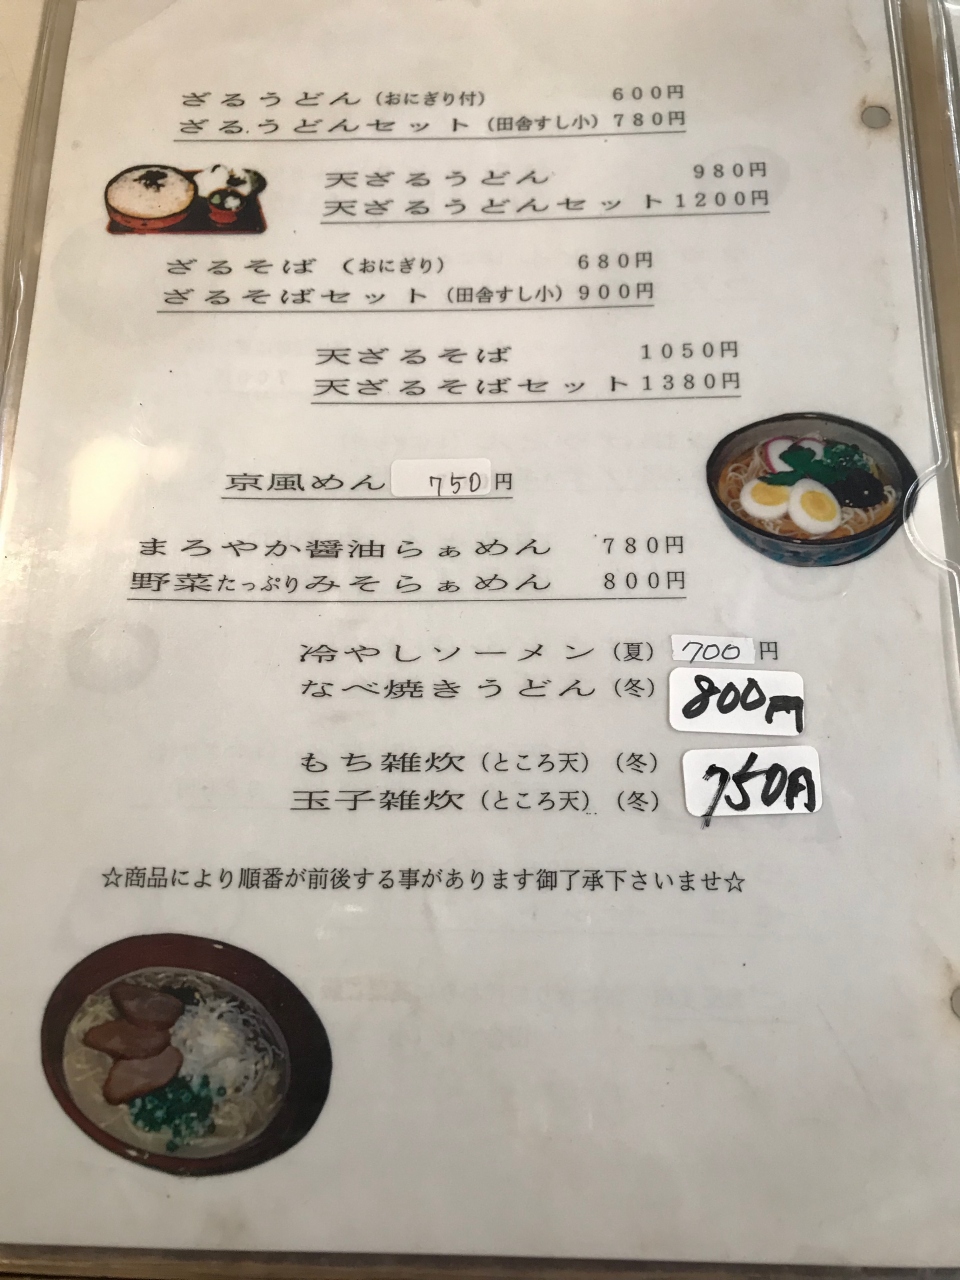 ざるうどん（おにぎり付） 600円
ざるうどんセット（田舎すし小）780円
天ざるうどん 980円
天ざるうどんセット1200円
ざるそば （おにぎり） 680円
ざるそばセット（田舎すし小）900円
天ざるそば 1050円
天ざるそばセット1380円
京風めん 750円
まろやか醤油らぁめん 780円
野菜たっぷりみそらぁめん 800円
冷やしソーメン（夏） 700円
なべ焼きうどん（冬） 800円
もち雑炊（ところ天）（冬）
玉子雑炊（ところ天）（冬） 750円
☆商品により順番が前後する事があります御了承下さいませ☆